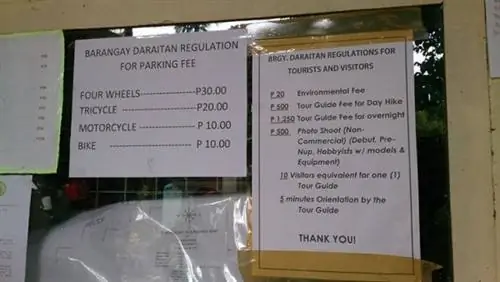 BARANGAY DARAITAN REGULATION
FOR PARKING FEE
FOUR WHEELS-----------------P30.00
TRICYCLE ----------------------P20.00
MOTORCYCLE --------------- P 10.00
BIKE ---------------- P 10.00
BRGY. DARAITAN REGULATIONS FOR
TOURISTS AND VISITORS
P 20 Environmental Fee
P 500 Tour Guide Fee for Day Hike
P 1,250 Tour Guide Fee for overnight
P 500 Photo Shoot (Non-
Commercial) (Debut, Pre-
Nup, Hobbyists w/ models &
Equipment)
10 Visitors equivalent for one (1)
Tour Guide
5 minutes Orientation by the
Tour Guide
THANK YOU!